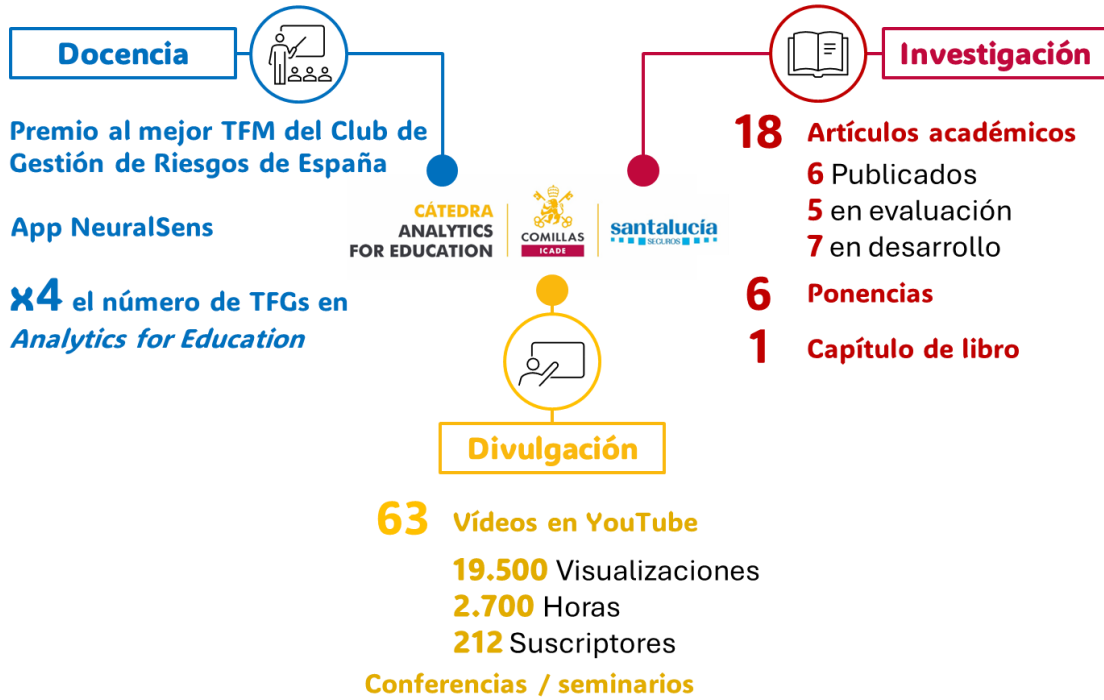 Docencia
Premio al mejor TFM del Club de
Gestión de Riesgos de España
App NeuralSens
x4 el número de TFGs en
Analytics for Education
Investigación
18 Artículos académicos
6 Publicados
5 en evaluación
7 en desarrollo
6 Ponencias
1 Capítulo de libro
CÁTEDRA
ANALYTICS
FOR EDUCATION
COMILLAS
ICADE
santalucía
SEGUROS
Divulgación
63 Vídeos en YouTube
19.500 Visualizaciones
2.700 Horas
212 Suscriptores
Conferencias / seminarios